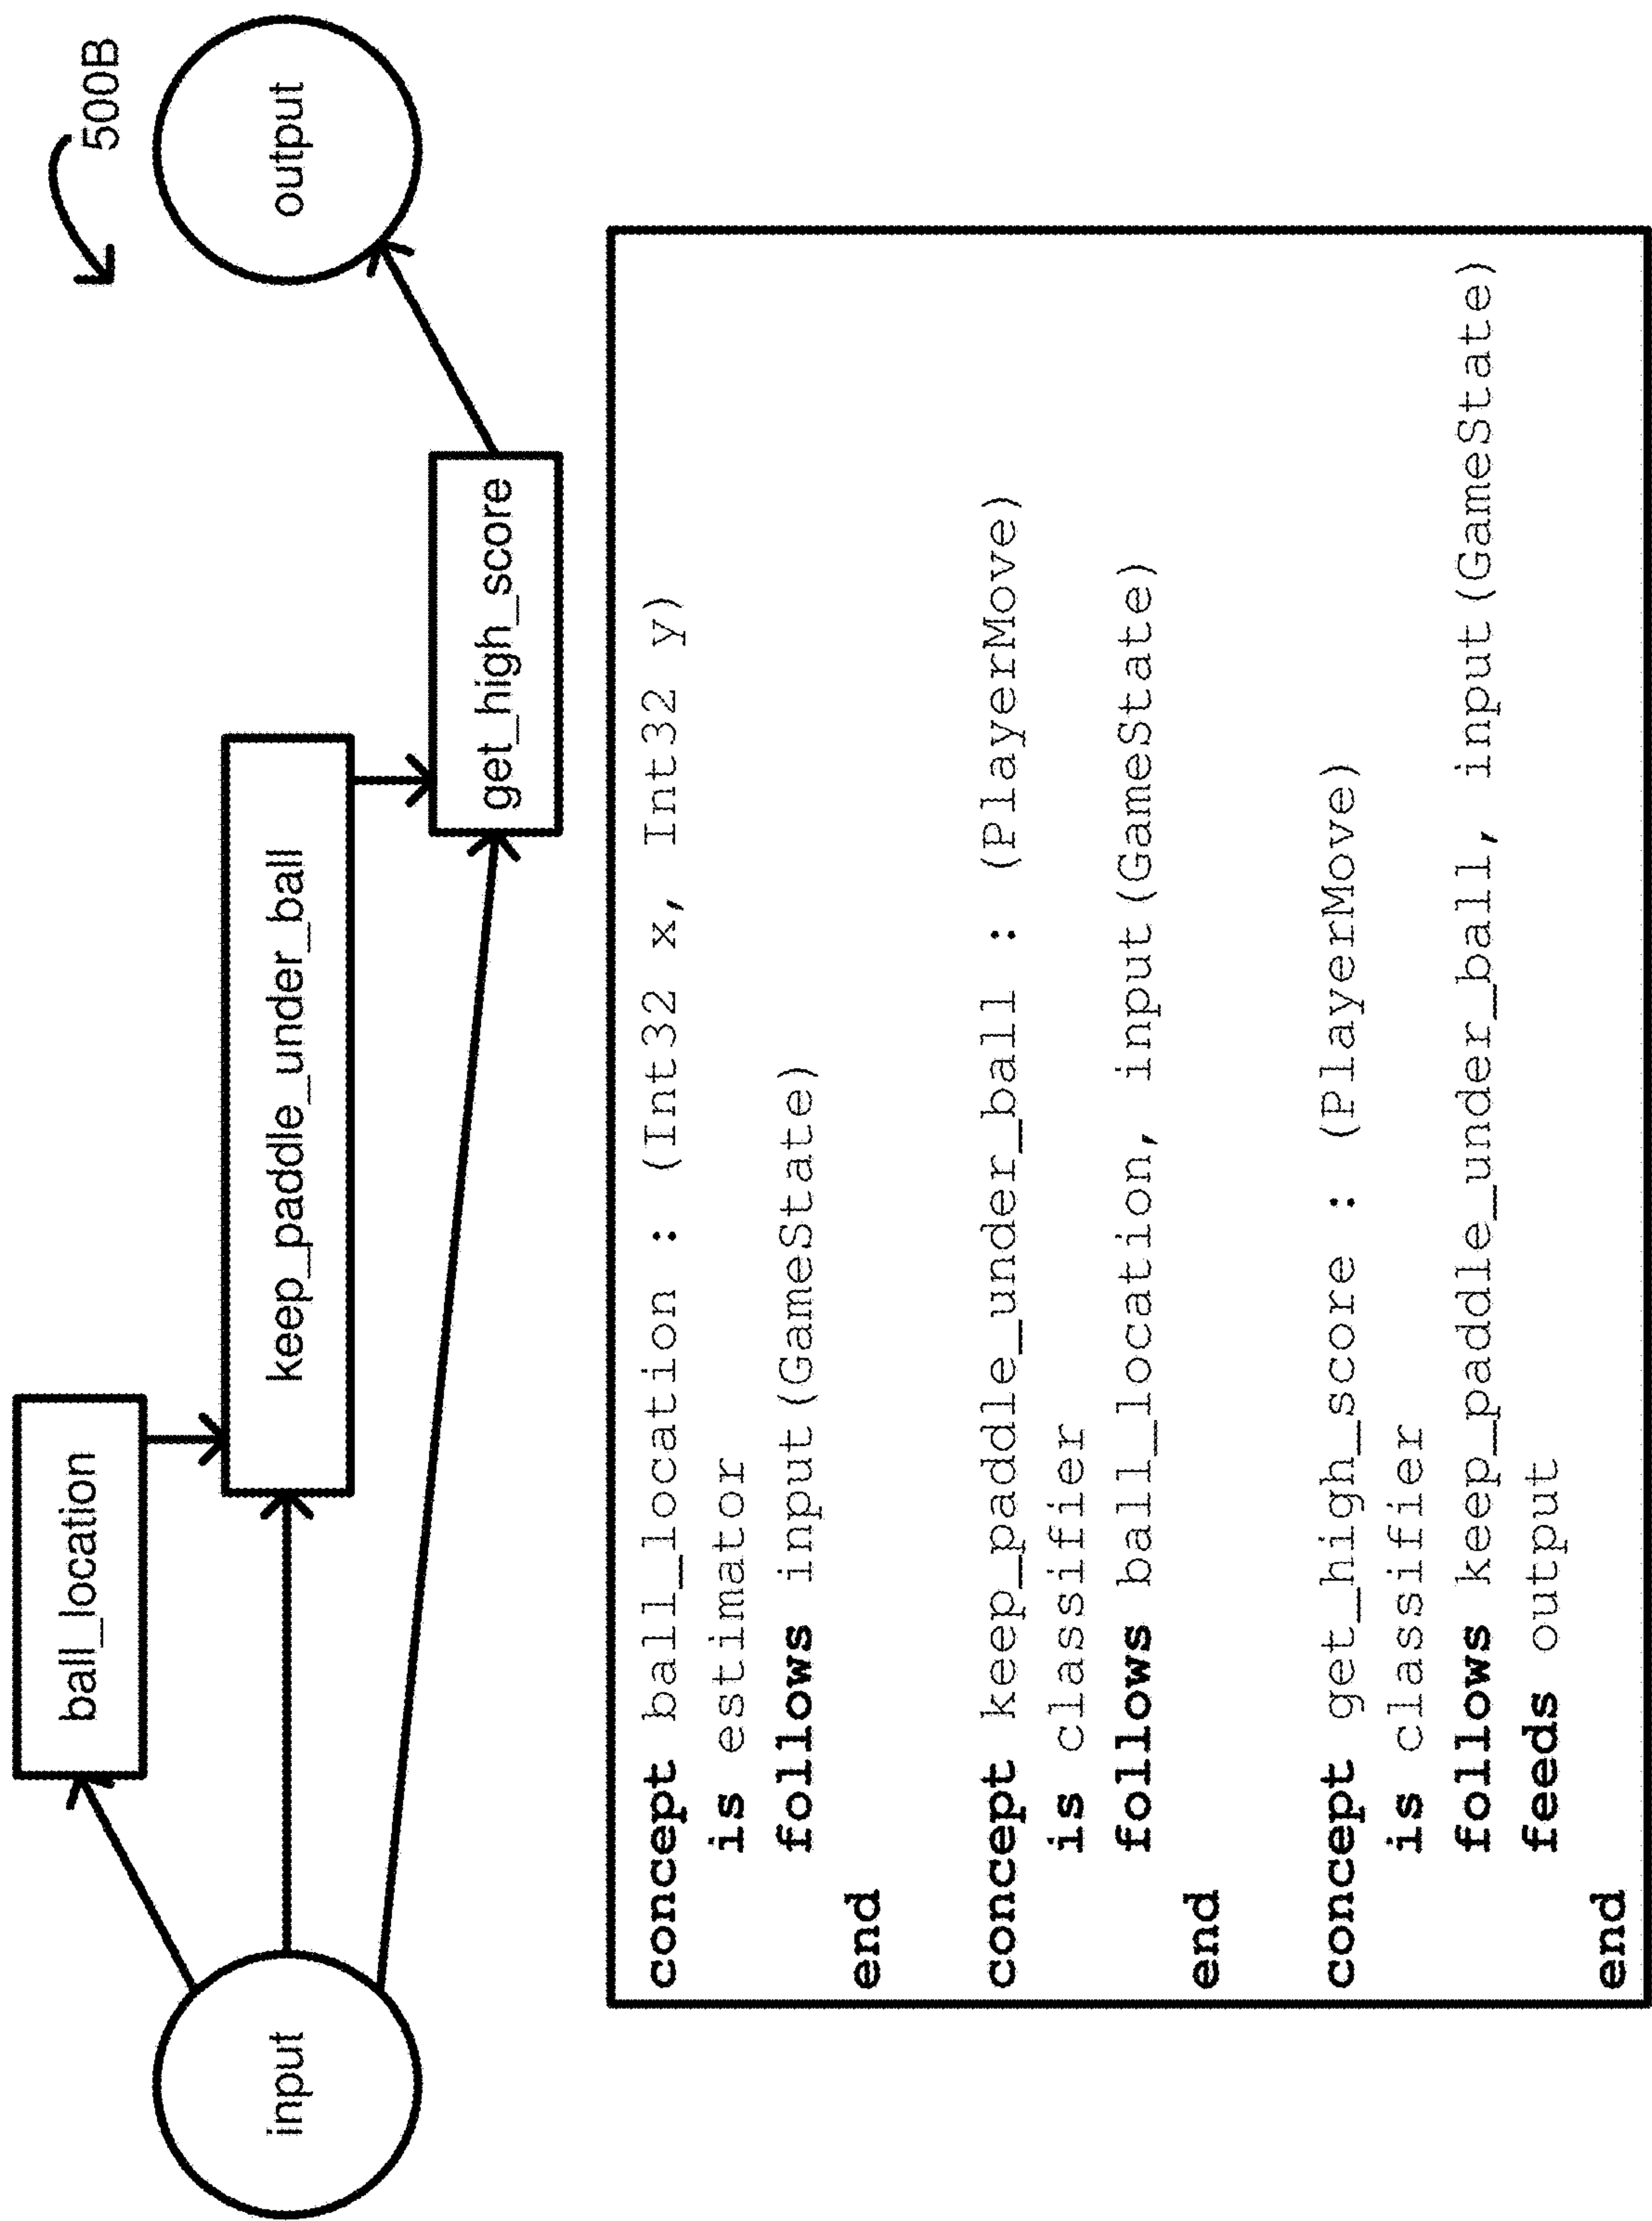 500B
input
ball_location
keep_paddle_under_ball
get_high_score
output
concept ball_location : (Int32 x, Int32 y)
is estimator
follows input(GameState)
end
concept keep_paddle_under_ball : (PlayerMove)
is classifier
follows ball_location, input(GameState)
end
concept get_high_score : (PlayerMove)
is classifier
follows keep_paddle_under_ball, input(GameState)
feeds output
end